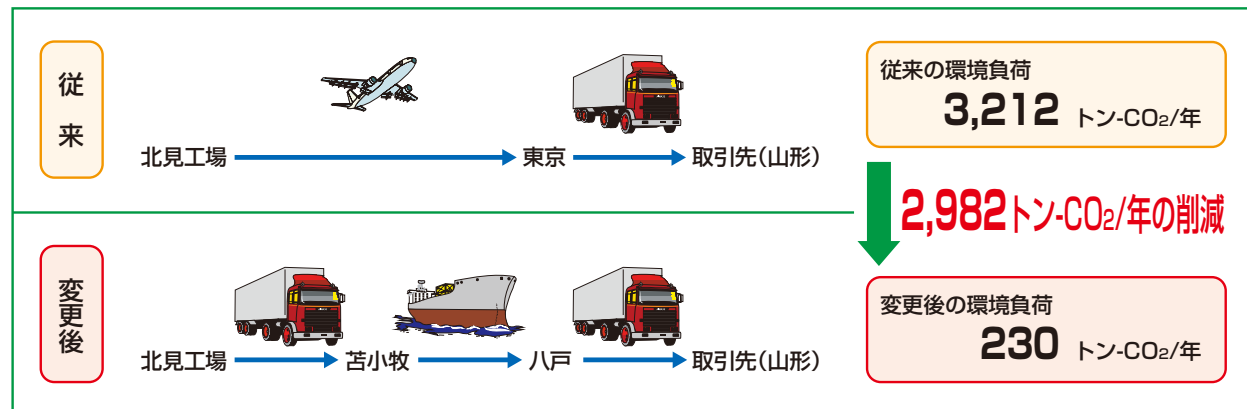 従来
従来の環境負荷
3,212 トン-CO₂/年
北見工場 東京 取引先(山形)
2,982トン-CO₂/年の削減
変更後
変更後の環境負荷
230 トン-CO₂/年
北見工場 苫小牧 八戸 取引先(山形)